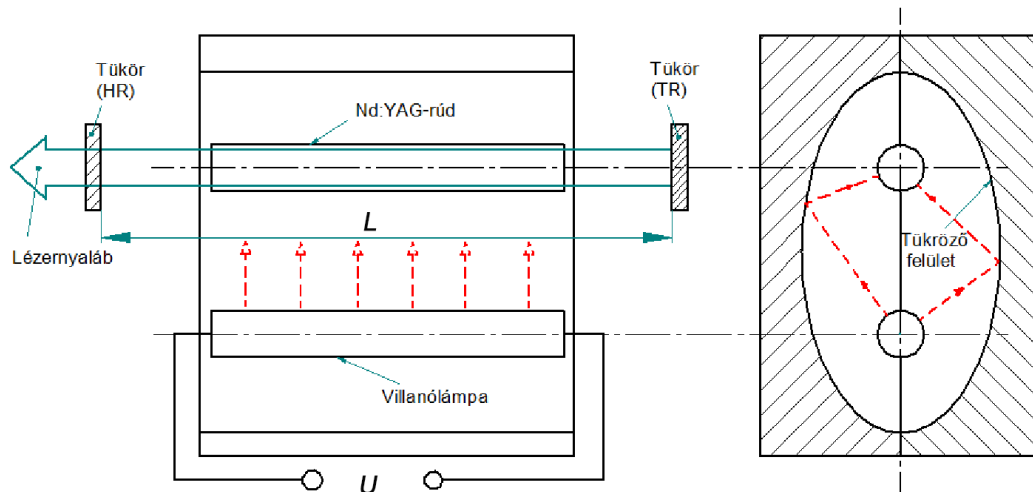 Tükör
(HR)
Nd:YAG-rúd
Tükör
(TR)
L
Lézernyaláb
Tükröző
felület
Villanólámpa
U